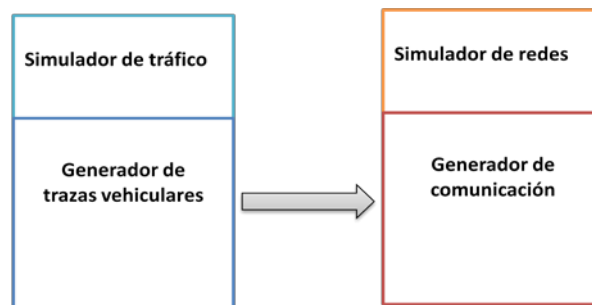 Simulador de tráfico
Generador de
trazas vehiculares
Simulador de redes
Generador de
comunicación